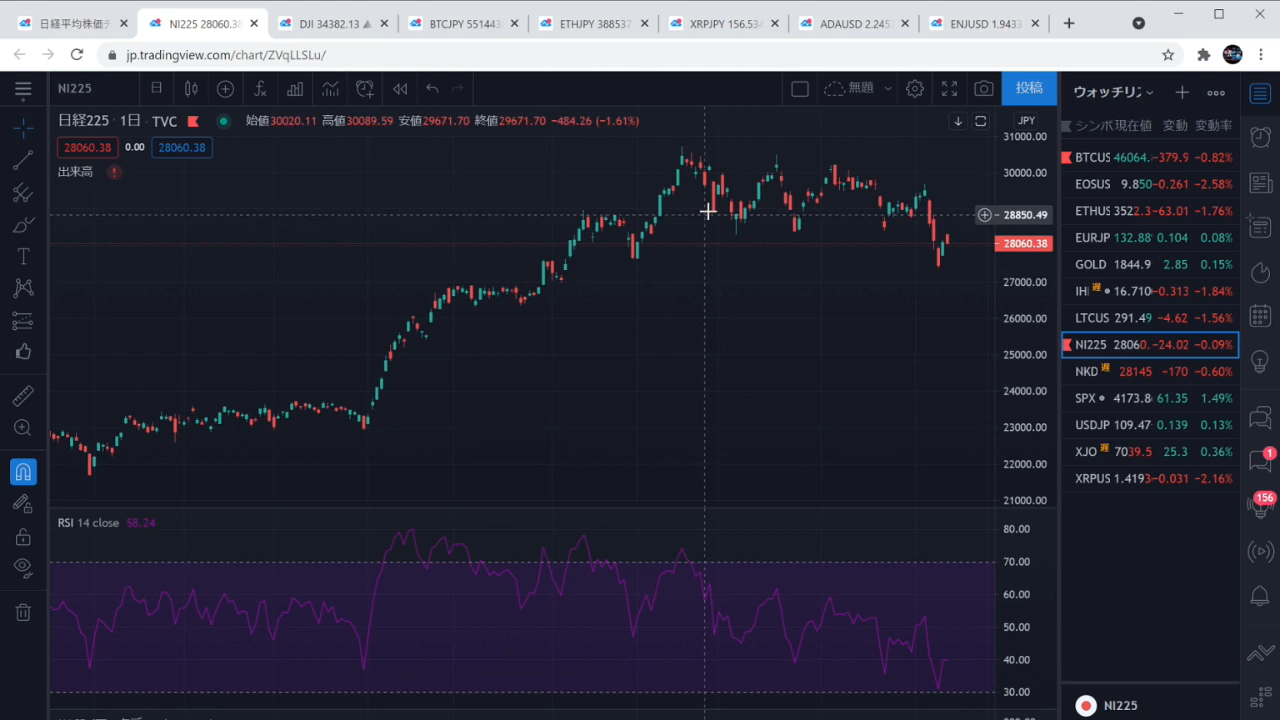 日経平均株価チ
NI225 28060.38
DJI 34382.13
BTCJPY 551443
ETHJPY 388537
XRPJPY 156.534
ADAUSD 2.245
ENJUSD 1.9433
jp.tradingview.com/chart/ZVqLLSLu/
NI225
日
無題
投稿
ウォッチリス
日経225 · 1日 · TVC 始値30020.11 高値30089.59 安値29671.70 終値29671.70 −484.26 (−1.61%)
28060.38 0.00 28060.38
出来高
JPY
31000.00
30000.00
28850.49
28060.38
27000.00
26000.00
25000.00
24000.00
23000.00
22000.00
21000.00
RSI 14 close 58.24
80.00
70.00
60.00
50.00
40.00
30.00
シンボ 現在値 変動 変動率
BTCUS 46064. −379.9 −0.82%
EOSUS 9.850 −0.261 −2.58%
ETHUS 3522.3 −63.01 −1.76%
EURJP 132.88 0.104 0.08%
GOLD 1844.9 2.85 0.15%
IHI 遅 16.710 −0.313 −1.84%
LTCUS 291.49 −4.62 −1.56%
NI225 28060. −24.02 −0.09%
NKD 遅 28145 −170 −0.60%
SPX 4173.8 61.35 1.49%
USDJP 109.47 0.139 0.13%
XJO 遅 7039.5 25.3 0.36%
XRPUS 1.4193 −0.031 −2.16%
1
156
NI225